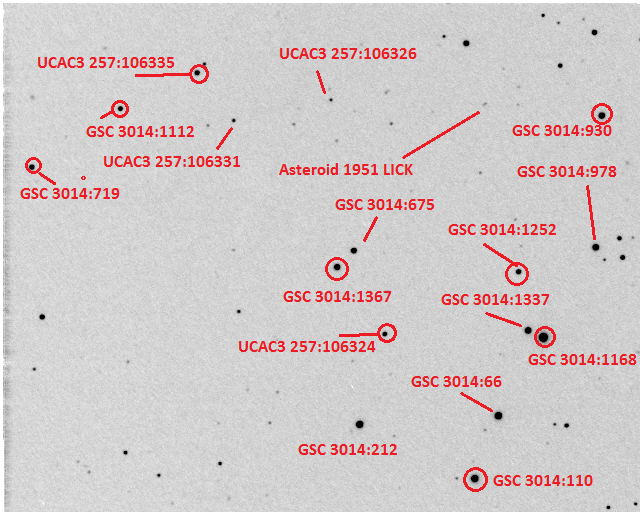 UCAC3 257:106326
UCAC3 257:106335
GSC 3014:1112
GSC 3014:930
UCAC3 257:106331
Asteroid 1951 LICK
GSC 3014:978
GSC 3014:719
GSC 3014:675
GSC 3014:1252
GSC 3014:1367
GSC 3014:1337
UCAC3 257:106324
GSC 3014:1168
GSC 3014:66
GSC 3014:212
GSC 3014:110